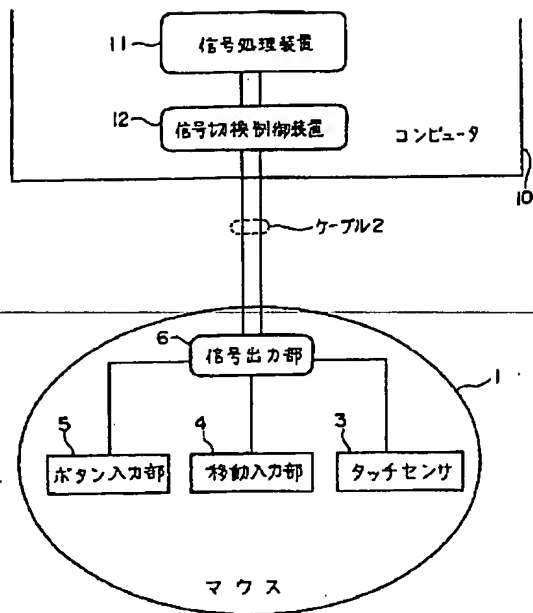 11
信号処理装置
12
信号切換制御装置
コンピュータ
10
ケーブル2
6
信号出力部
1
5
4
3
ボタン入力部
移動入力部
タッチセンサ
マウス